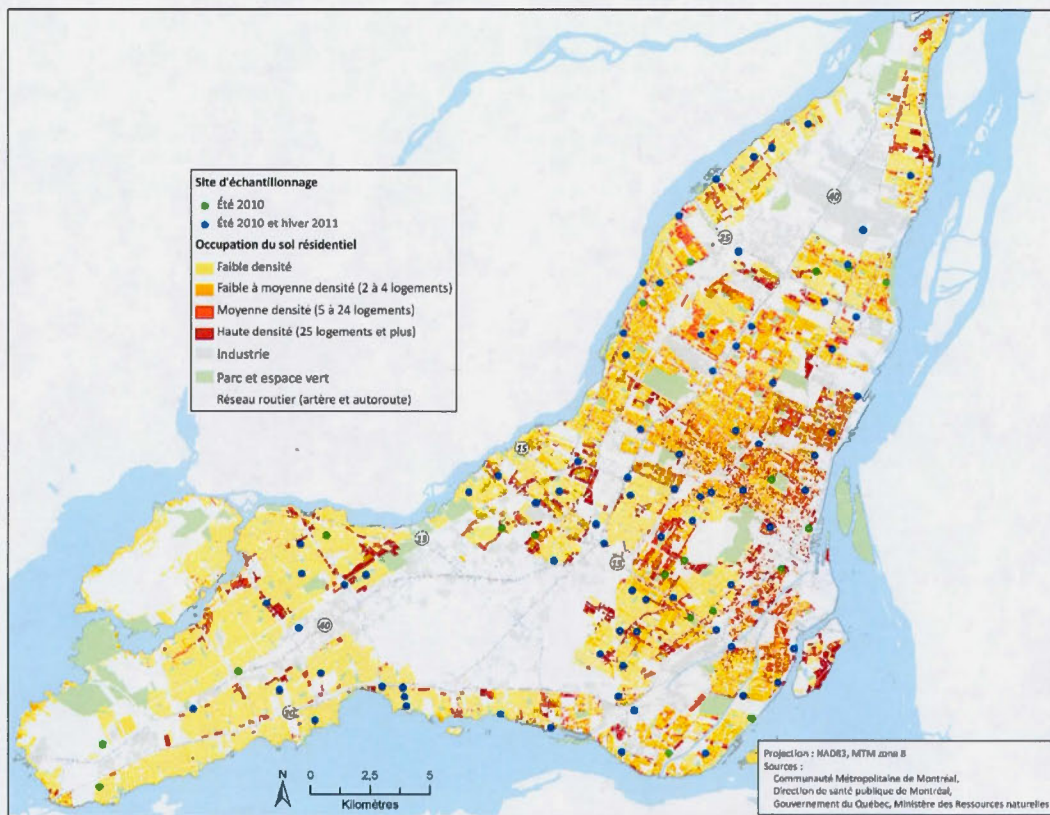 Site d'échantillonnage
Été 2010
Été 2010 et hiver 2011
Occupation du sol résidentiel
Faible densité
Faible à moyenne densité (2 à 4 logements)
Moyenne densité (5 à 24 logements)
Haute densité (25 logements et plus)
Industrie
Parc et espace vert
Réseau routier (artère et autoroute)
40
25
15
13
15
40
20
N
0 2,5 5
Kilomètres
Projection : NAD83, MTM zone 8
Sources :
Communauté Métropolitaine de Montréal,
Direction de santé publique de Montréal,
Gouvernement du Québec, Ministère des Ressources naturelles